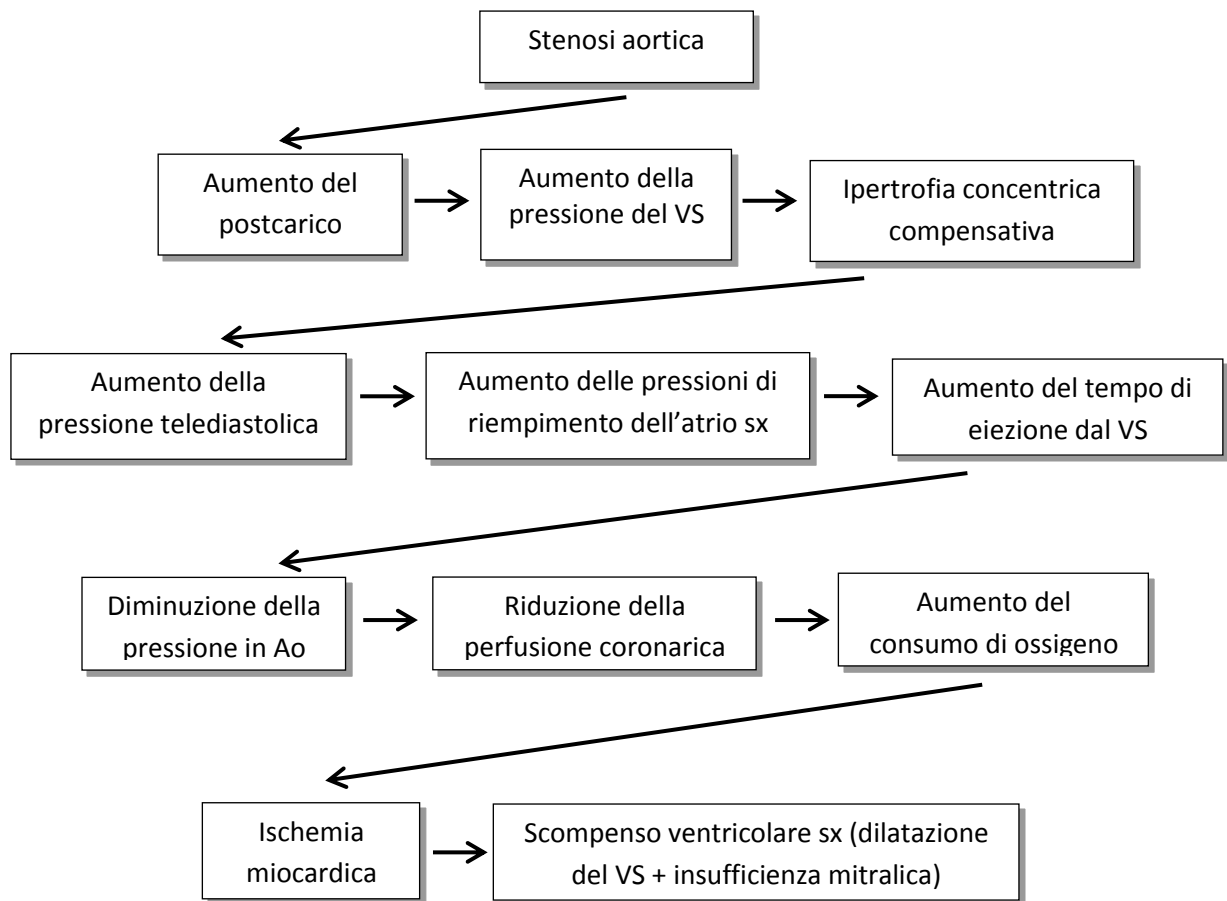 Stenosi aortica
Aumento del
postcarico
Aumento della
pressione del VS
Ipertrofia concentrica
compensativa
Aumento della
pressione telediastolica
Aumento delle pressioni di
riempimento dell’atrio sx
Aumento del tempo di
eiezione dal VS
Diminuzione della
pressione in Ao
Riduzione della
perfusione coronarica
Aumento del
consumo di ossigeno
Ischemia
miocardica
Scompenso ventricolare sx (dilatazione
del VS + insufficienza mitralica)